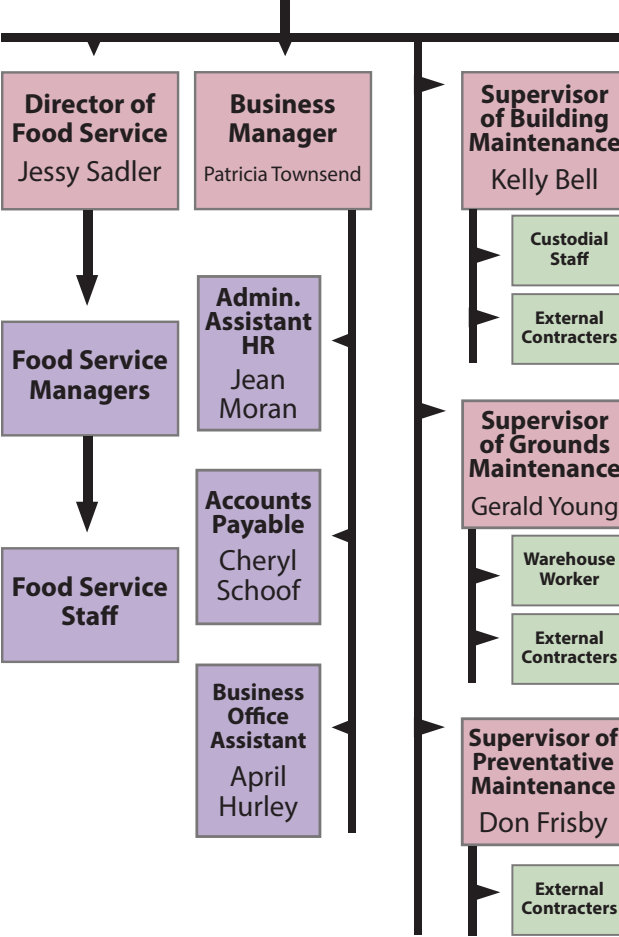 Director of
Food Service
Jessy Sadler
Food Service
Managers
Food Service
Staff
Business
Manager
Patricia Townsend
Admin.
Assistant
HR
Jean
Moran
Accounts
Payable
Cheryl
Schoof
Business
Office
Assistant
April
Hurley
Supervisor
of Building
Maintenance
Kelly Bell
Custodial
Staff
External
Contracters
Supervisor
of Grounds
Maintenance
Gerald Young
Warehouse
Worker
External
Contracters
Supervisor of
Preventative
Maintenance
Don Frisby
External
Contracters